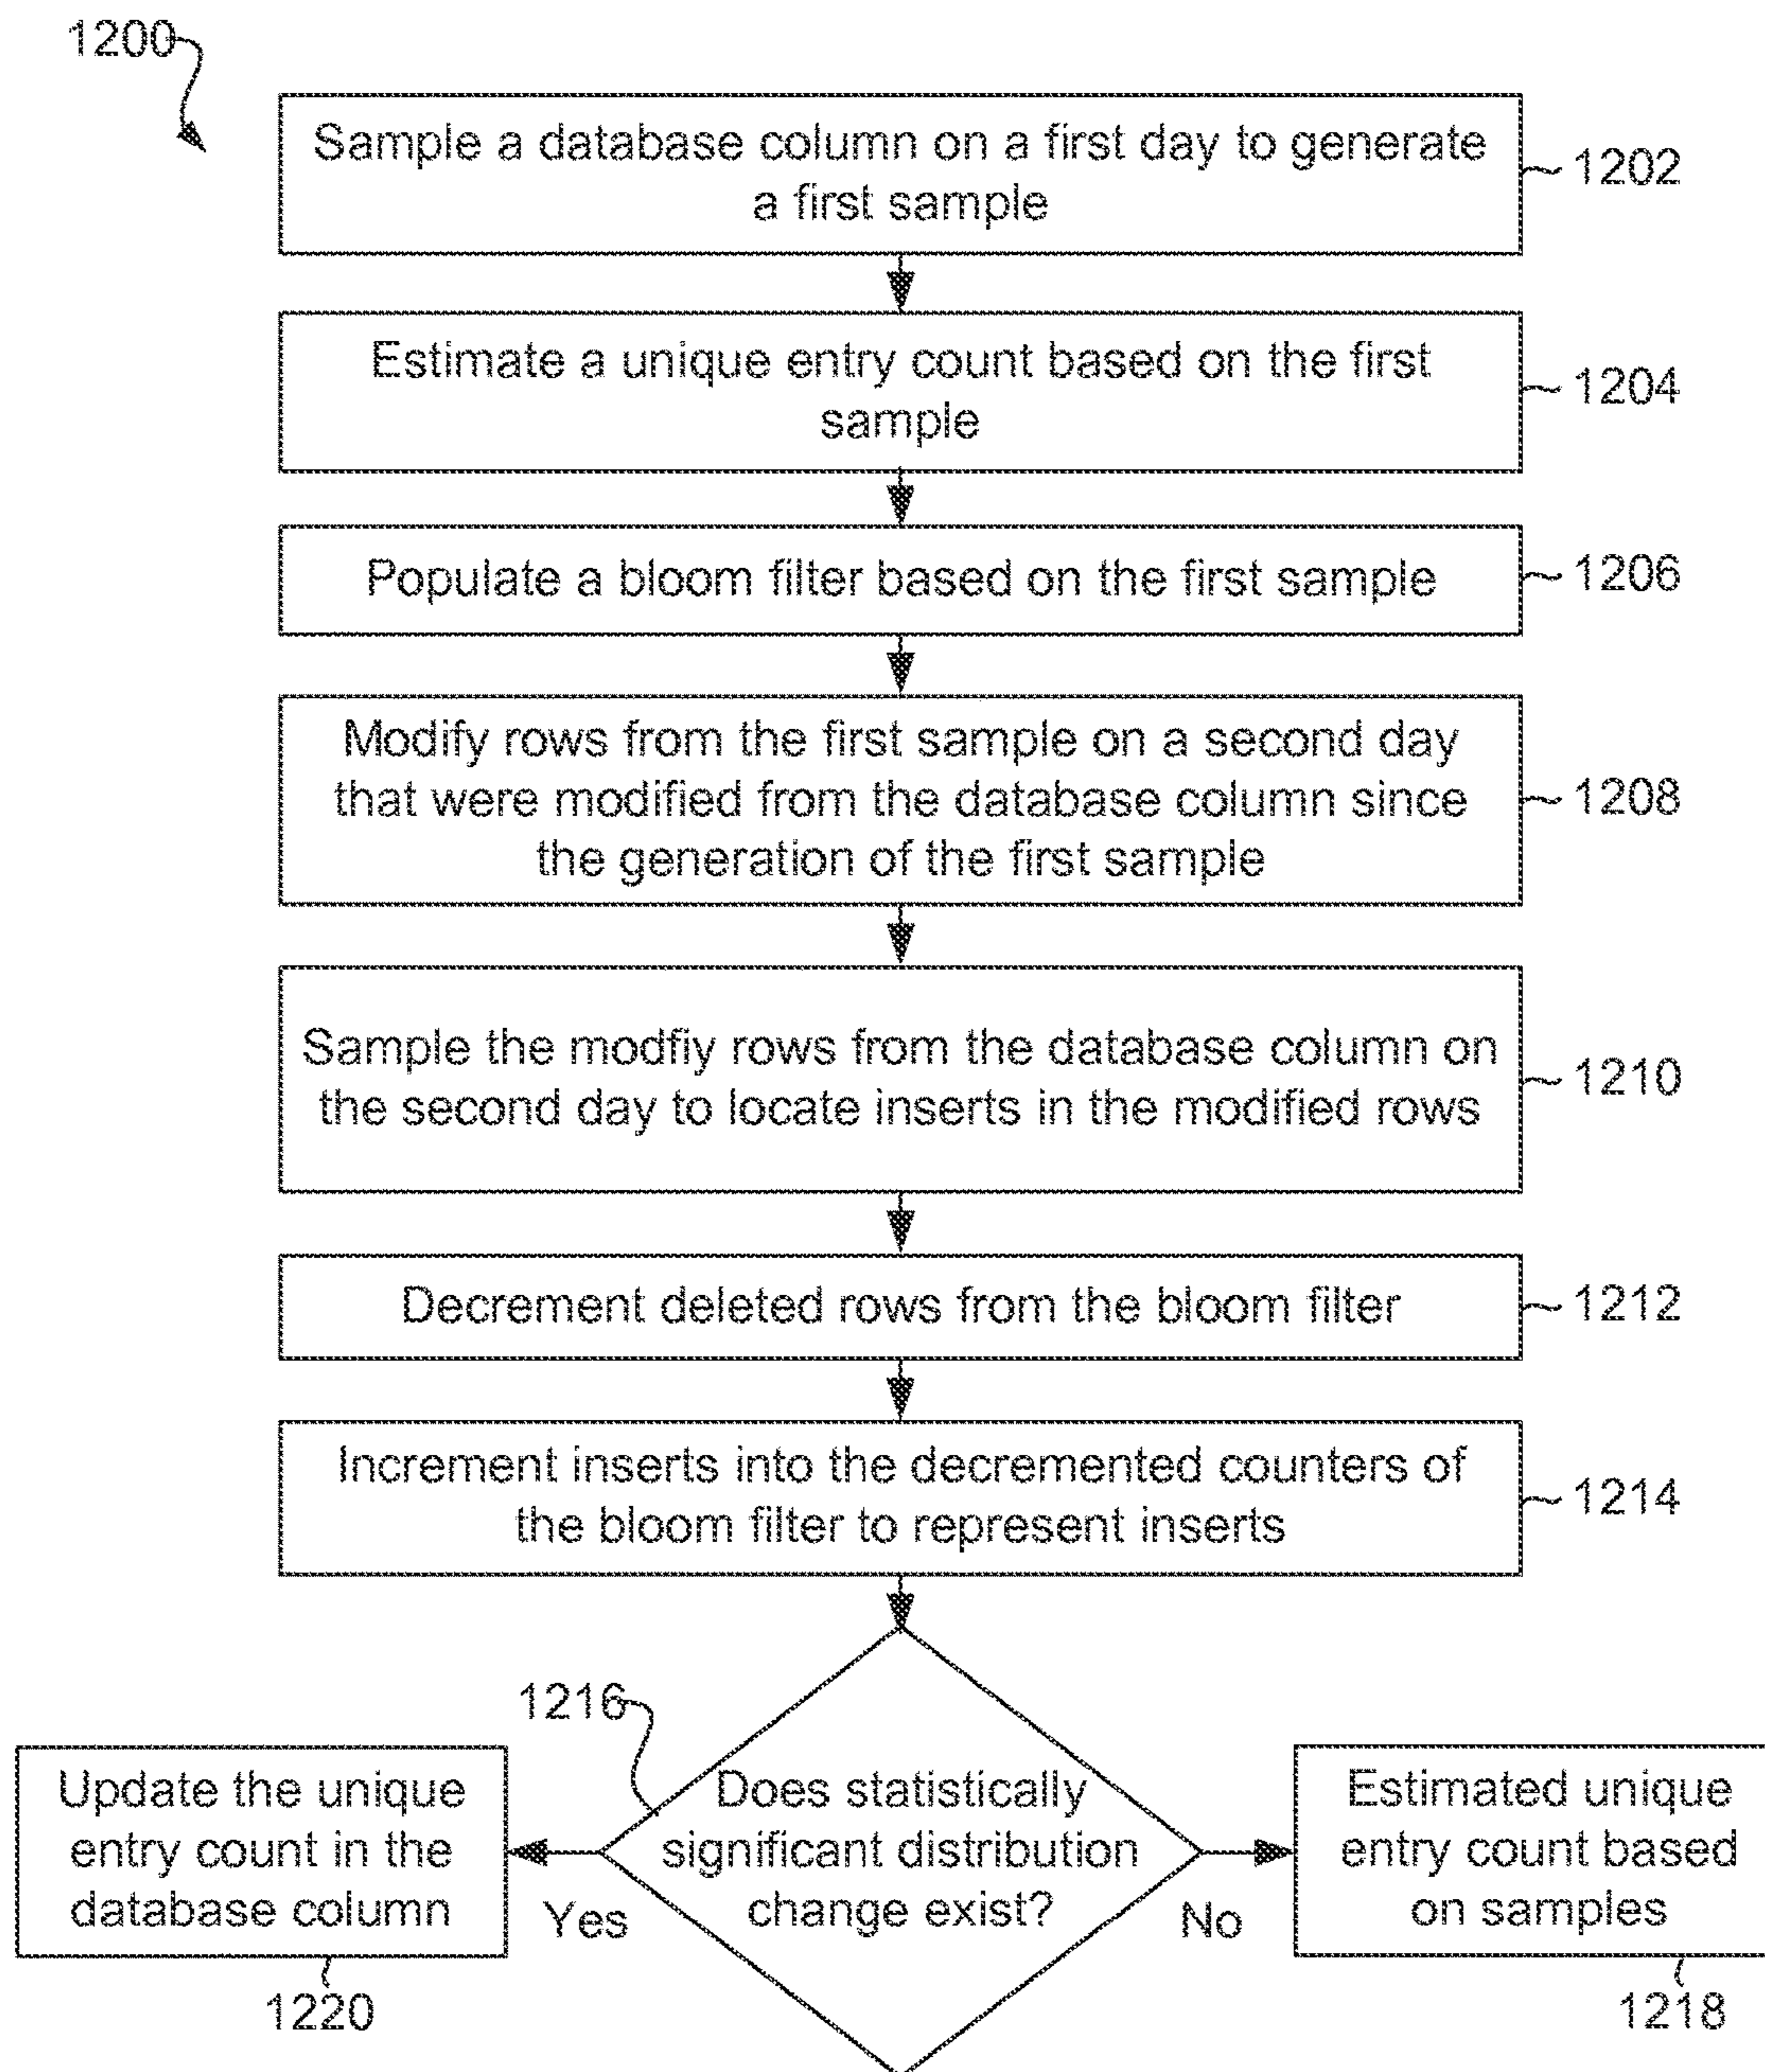 1200
Sample a database column on a first day to generate
a first sample
1202
Estimate a unique entry count based on the first
sample
1204
Populate a bloom filter based on the first sample
1206
Modify rows from the first sample on a second day
that were modified from the database column since
the generation of the first sample
1208
Sample the modfiy rows from the database column on
the second day to locate inserts in the modified rows
1210
Decrement deleted rows from the bloom filter
1212
Increment inserts into the decremented counters of
the bloom filter to represent inserts
1214
1216
Does statistically
significant distribution
change exist?
Yes
No
Update the unique
entry count in the
database column
1220
Estimated unique
entry count based
on samples
1218